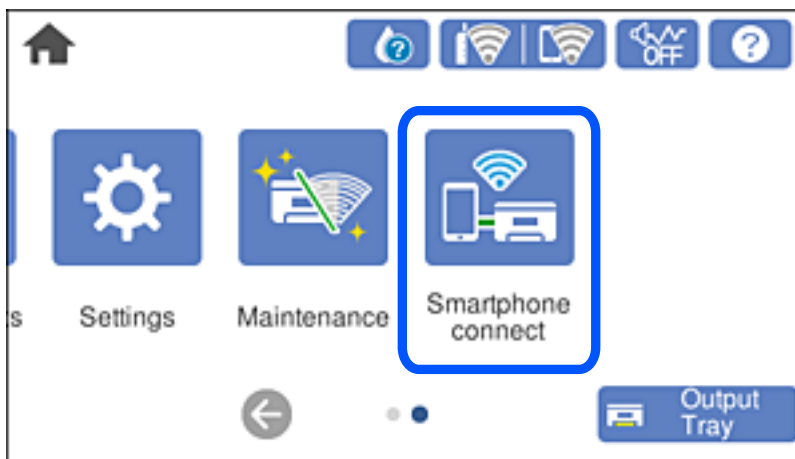 ?
OFF
?
s
Settings
Maintenance
Smartphone
connect
Output
Tray